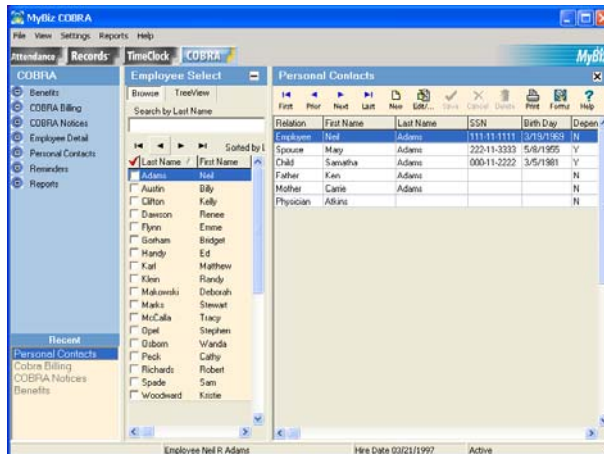 MyBiz COBRA
File View Settings Reports Help
Attendance Records TimeClock COBRA MyBiz
COBRA
Benefits
COBRA Billing
COBRA Notices
Employee Detail
Personal Contacts
Reminders
Reports
Recent
Personal Contacts
Cobra Billing
COBRA Notices
Benefits
Employee Select
Browse TreeView
Search by Last Name
Sorted by L
Last Name / First Name
Adams Neil
Austin Billy
Clifton Kelly
Dawson Renee
Flynn Emme
Gorham Bridget
Handy Ed
Karl Matthew
Klein Randy
Makowski Deborah
Marks Stewart
McCalla Tracy
Opel Stephen
Osborn Wanda
Peck Cathy
Richards Robert
Spade Sam
Woodward Kristie
Personal Contacts
First Prior Next Last New Edit/... Save Cancel Delete Print Forms Help
Relation First Name Last Name SSN Birth Day Depen
Employee Neil Adams 111-11-1111 3/19/1969 N
Spouse Mary Adams 222-11-3333 5/8/1955 Y
Child Samatha Adams 000-11-2222 3/5/1981 Y
Father Ken Adams N
Mother Carrie Adams N
Physician Atkins N
Employee Neil R Adams Hire Date 03/21/1997 Active